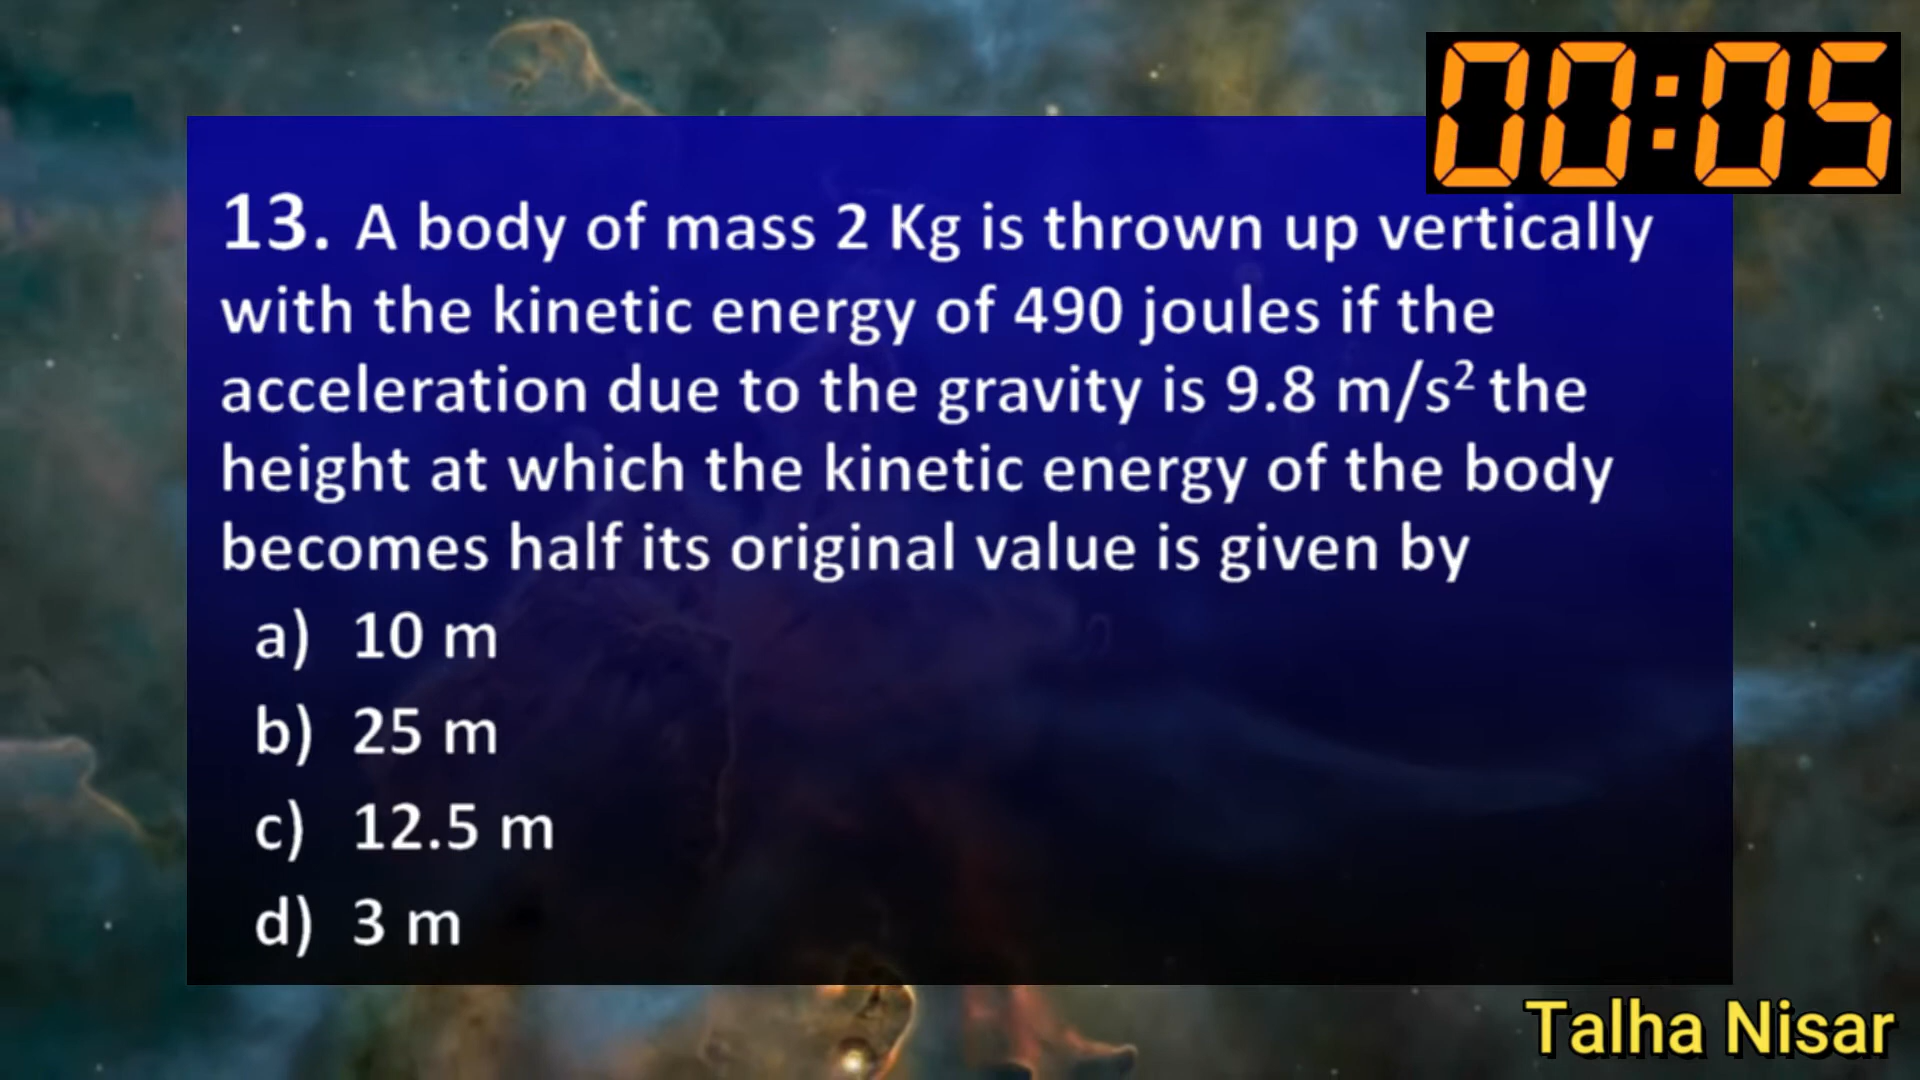 00:05
13. A body of mass 2 Kg is thrown up vertically
with the kinetic energy of 490 joules if the
acceleration due to the gravity is 9.8 m/s² the
height at which the kinetic energy of the body
becomes half its original value is given by
a) 10 m
b) 25 m
c) 12.5 m
d) 3 m
Talha Nisar